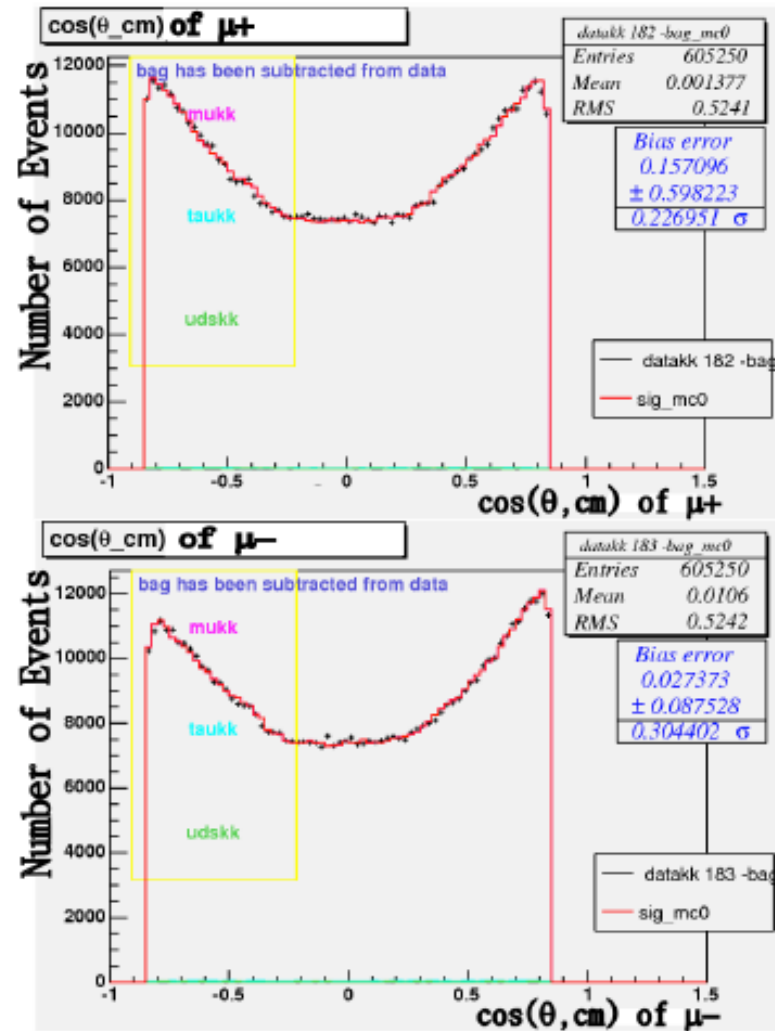 cos(θ_cm) of μ+
datakk 182 -bag_mc0
Entries 605250
Mean 0.001377
RMS 0.5241
Bias error
0.157096
± 0.598223
0.226951 σ
bag has been subtracted from data
mukk
taukk
udskk
Number of Events
12000
10000
8000
6000
4000
2000
0
datakk 182 -bag
sig_mc0
-1 -0.5 0 0.5 1 1.5
cos(θ,cm) of μ+
cos(θ_cm) of μ−
datakk 183 -bag_mc0
Entries 605250
Mean 0.0106
RMS 0.5242
Bias error
0.027373
± 0.087528
0.304402 σ
bag has been subtracted from data
mukk
taukk
udskk
Number of Events
12000
10000
8000
6000
4000
2000
0
datakk 183 -bag
sig_mc0
-1 -0.5 0 0.5 1 1.5
cos(θ,cm) of μ−